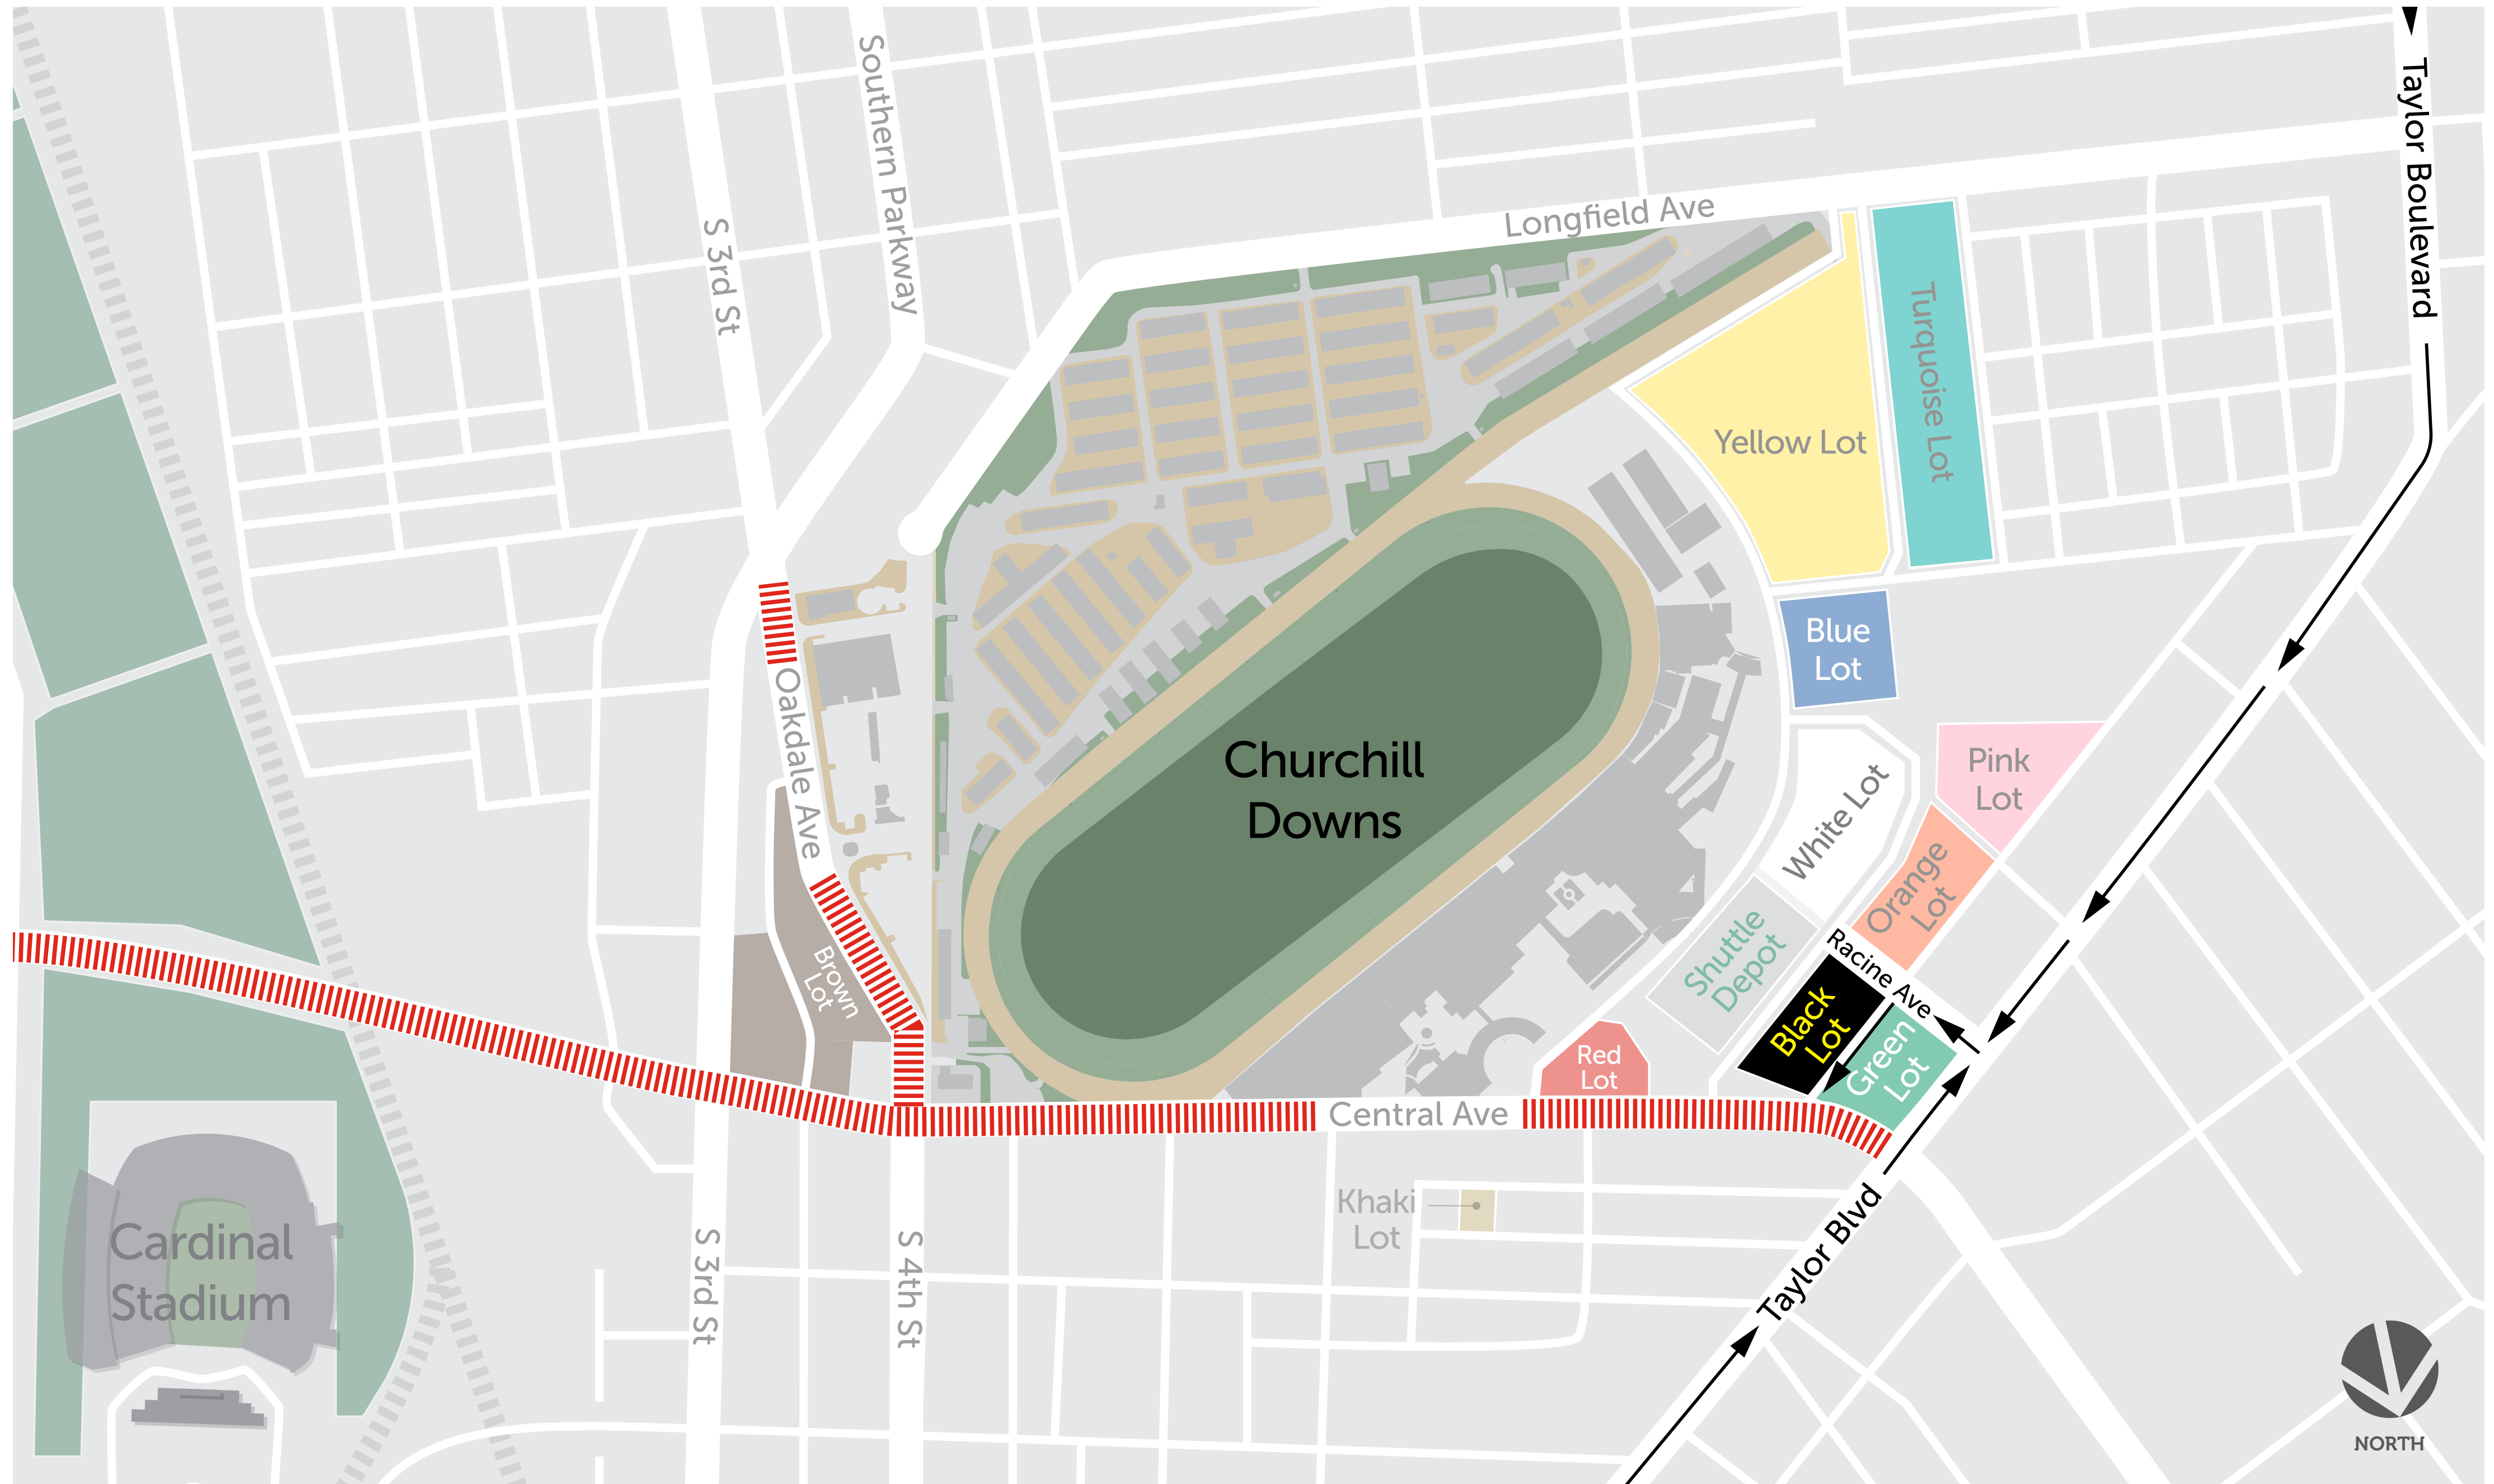 Taylor Boulevard
Southern Parkway
S 3rd St
Longfield Ave
Turquoise Lot
Yellow Lot
Blue
Lot
Oakdale Ave
Churchill
Downs
Pink
Lot
White Lot
Orange
Lot
Shuttle
Depot
Racine Ave
Brown
Lot
Black
Lot
Green
Lot
Red
Lot
Central Ave
Khaki
Lot
Cardinal
Stadium
S 3rd St
S 4th St
Taylor Blvd
NORTH